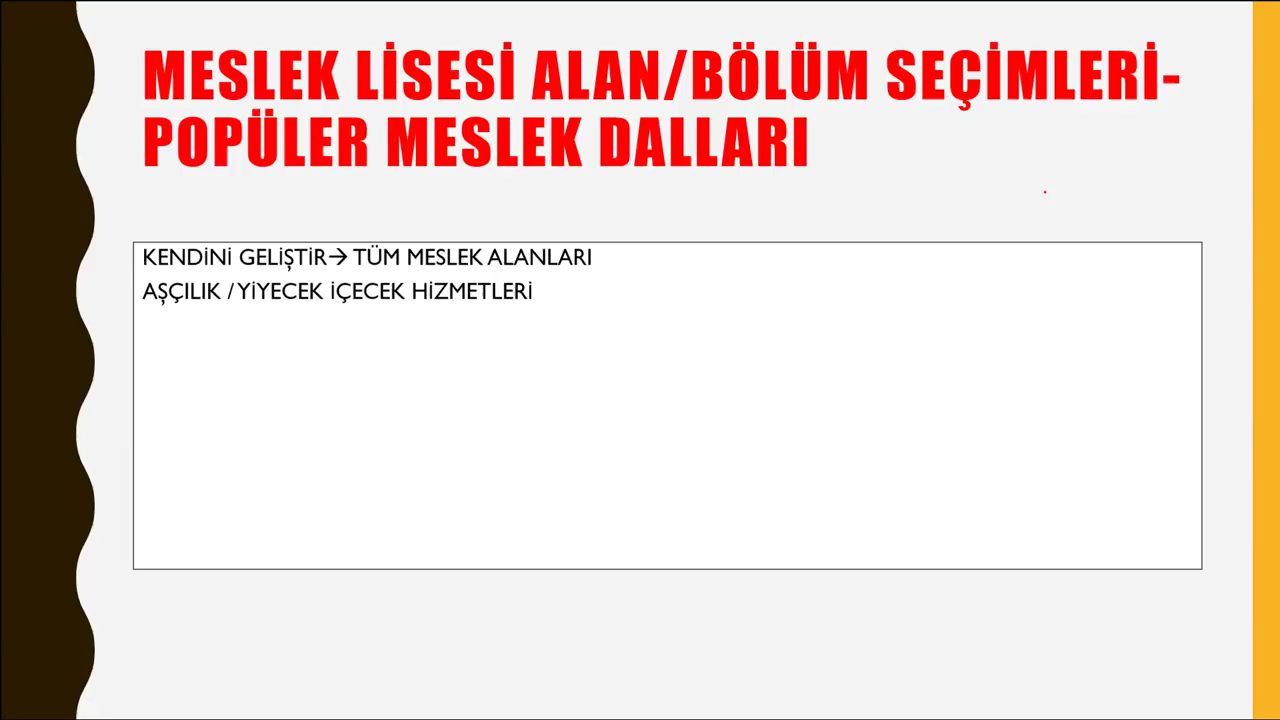 MESLEK LİSESİ ALAN/BÖLÜM SEÇİMLERİ-
POPÜLER MESLEK DALLARI
KENDİNİ GELİŞTİR→ TÜM MESLEK ALANLARI
AŞÇILIK / YİYECEK İÇECEK HİZMETLERİ